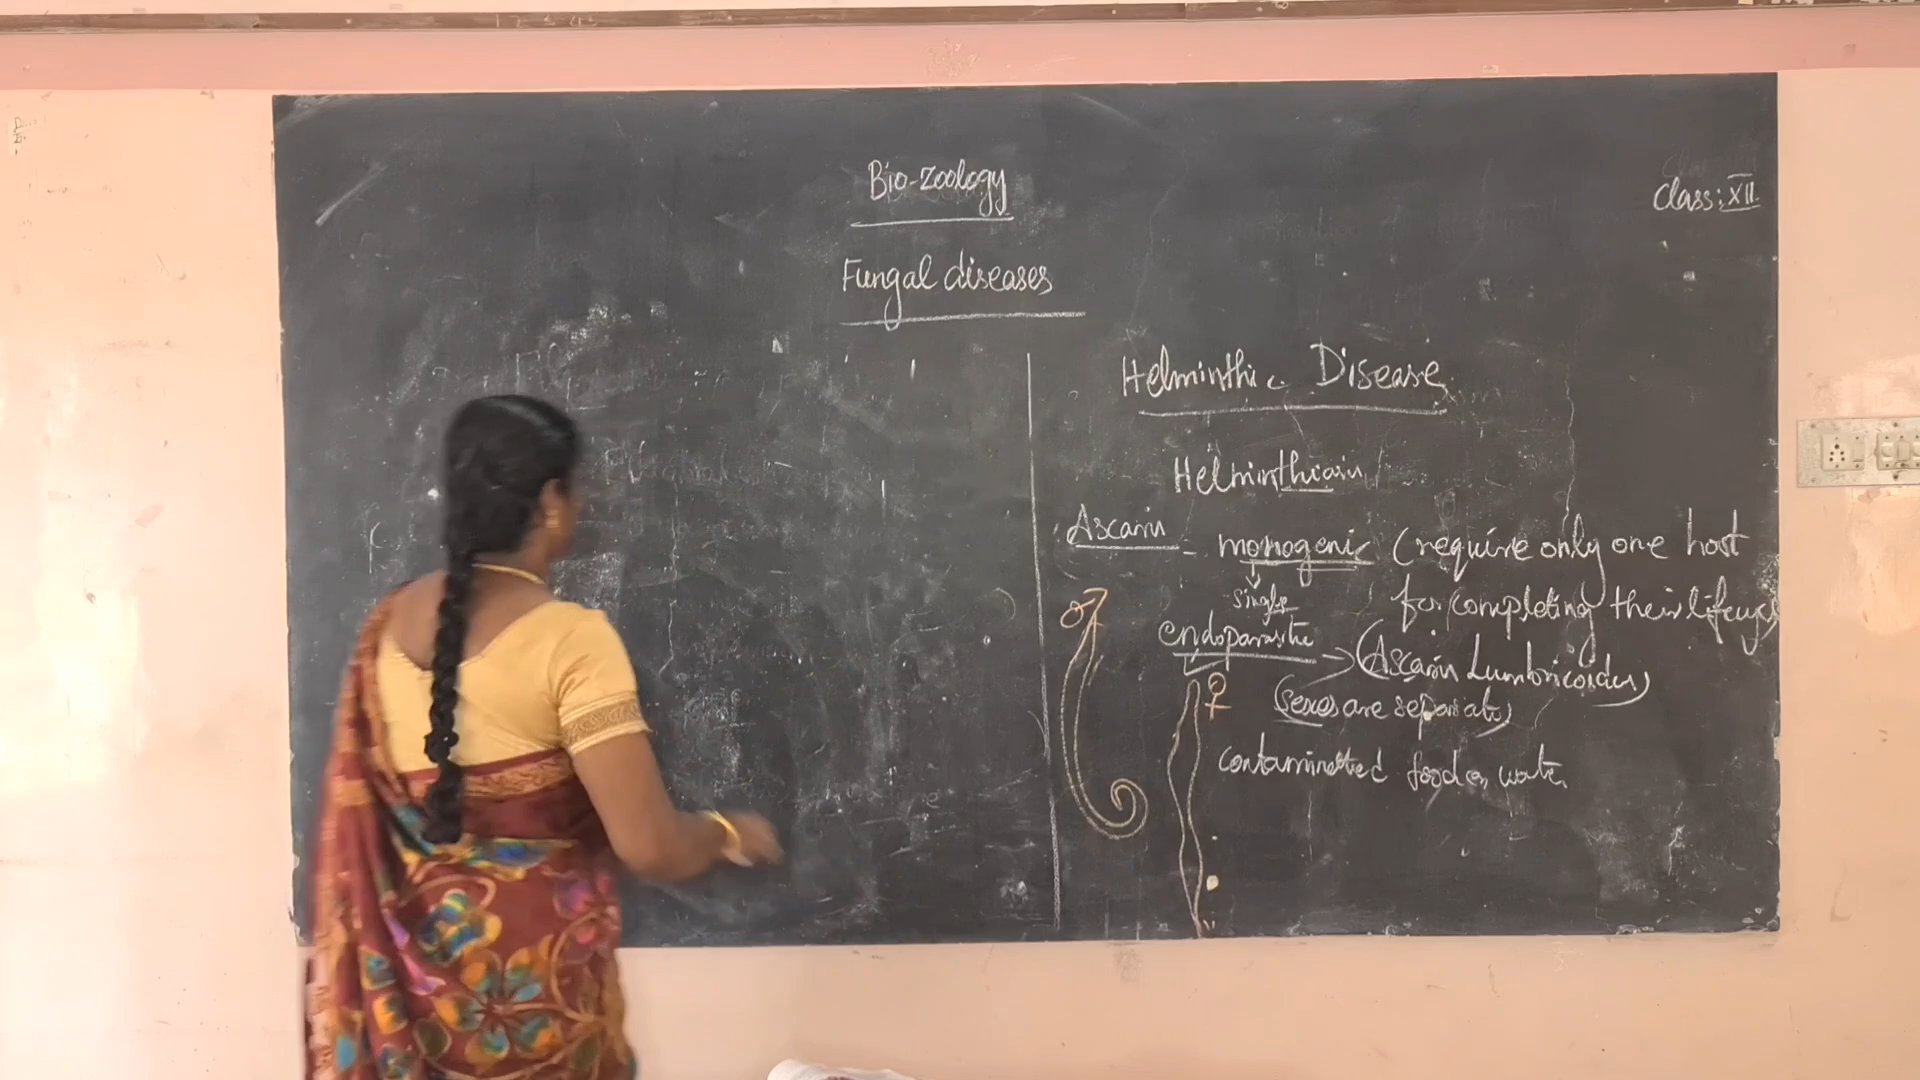 Bio-zoology
Class: XII
Fungal diseases
Helminthic Disease
Helminthiasis
Ascaris - monogenic (require only one host
single
for completing their lifecycle
endoparasitic → (Ascaris Lumbricoides)
♂
♀
(Sexes are separate)
contaminated food or water